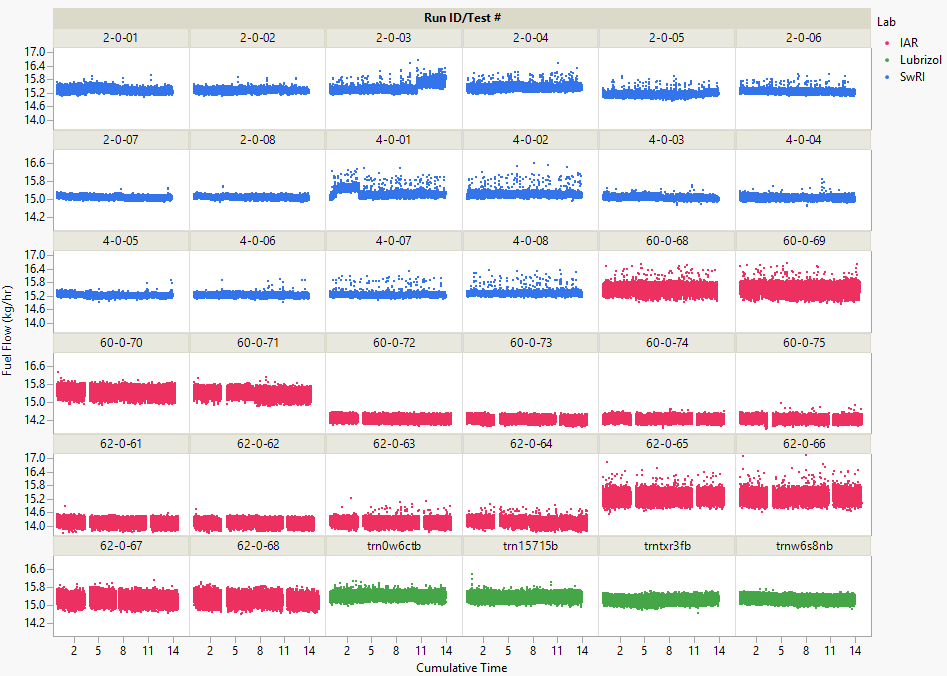 Run ID/Test #
2-0-01 2-0-02 2-0-03 2-0-04 2-0-05 2-0-06
17.0
16.4
15.8
15.2
14.6
14.0
2-0-07 2-0-08 4-0-01 4-0-02 4-0-03 4-0-04
16.6
15.8
15.0
14.2
4-0-05 4-0-06 4-0-07 4-0-08 60-0-68 60-0-69
17.0
16.4
15.8
15.2
14.6
14.0
60-0-70 60-0-71 60-0-72 60-0-73 60-0-74 60-0-75
16.6
15.8
15.0
14.2
62-0-61 62-0-62 62-0-63 62-0-64 62-0-65 62-0-66
17.0
16.4
15.8
15.2
14.6
14.0
62-0-67 62-0-68 trn0w6ctb trn15715b trntxr3fb trnw6s8nb
16.6
15.8
15.0
14.2
2 5 8 11 14 2 5 8 11 14 2 5 8 11 14 2 5 8 11 14 2 5 8 11 14 2 5 8 11 14
Cumulative Time
Fuel Flow (kg/hr)
Lab
IAR
Lubrizol
SwRI